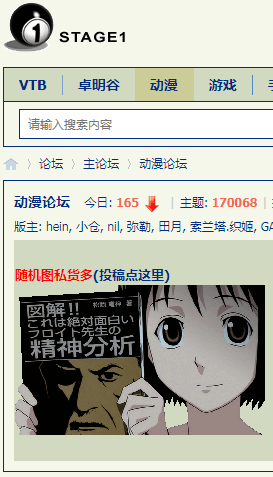 1 STAGE1
VTB 卓明谷 动漫 游戏
请输入搜索内容
论坛 〉 主论坛 〉 动漫论坛
动漫论坛 今日: 165 | 主题: 170068
版主: hein, 小仓, nil, 弥勒, 田月, 索兰塔.织姬, GA
随机图私货多(投稿点这里)
図解!!
これは絶対面白い
フロイト先生の
精神分析